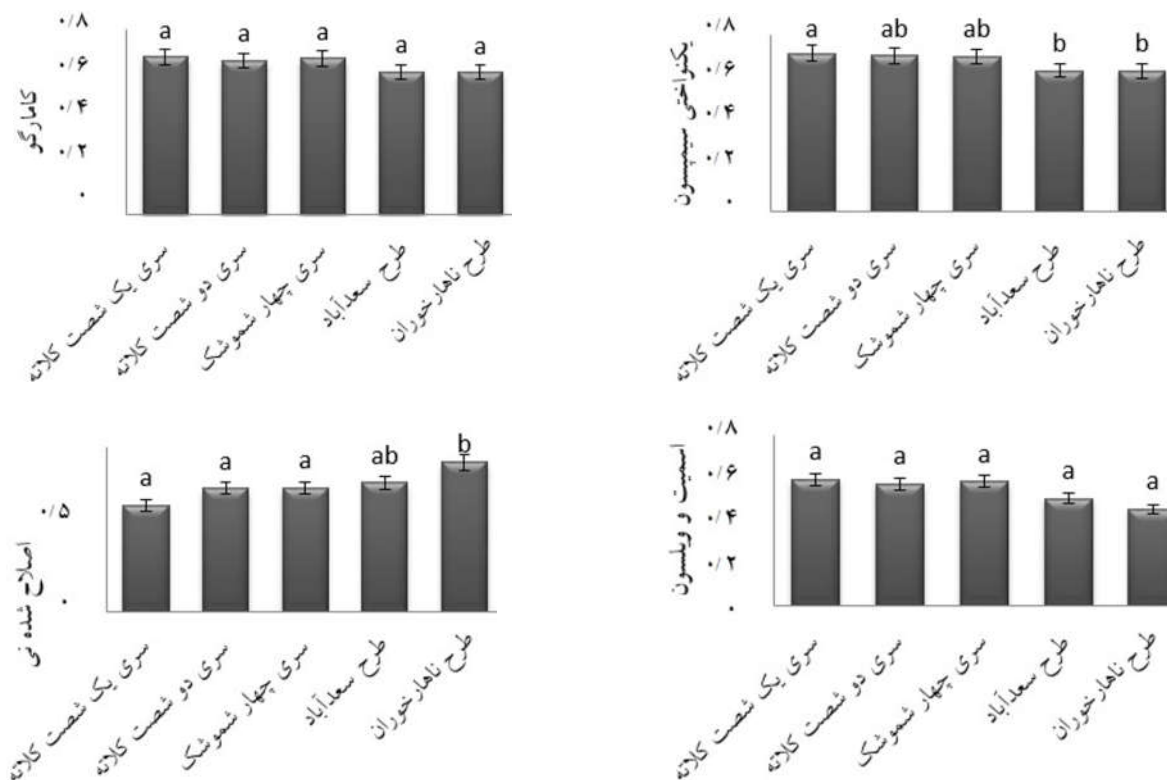 کامارگو
۰/۸
۰/۶
۰/۴
۰/۲
۰
a a a a a
سری یک شصت کلاته
سری دو شصت کلاته
سری چهار شموشک
طرح سعدآباد
طرح ناهارخوران
یکنواختی سیمپسون
۰/۸
۰/۶
۰/۴
۰/۲
۰
a ab ab b b
سری یک شصت کلاته
سری دو شصت کلاته
سری چهار شموشک
طرح سعدآباد
طرح ناهارخوران
اصلاح شده نی
۰/۵
۰
a a a ab b
سری یک شصت کلاته
سری دو شصت کلاته
سری چهار شموشک
طرح سعدآباد
طرح ناهارخوران
اسمیت و ویلسون
۰/۸
۰/۶
۰/۴
۰/۲
۰
a a a a a
سری یک شصت کلاته
سری دو شصت کلاته
سری چهار شموشک
طرح سعدآباد
طرح ناهارخوران